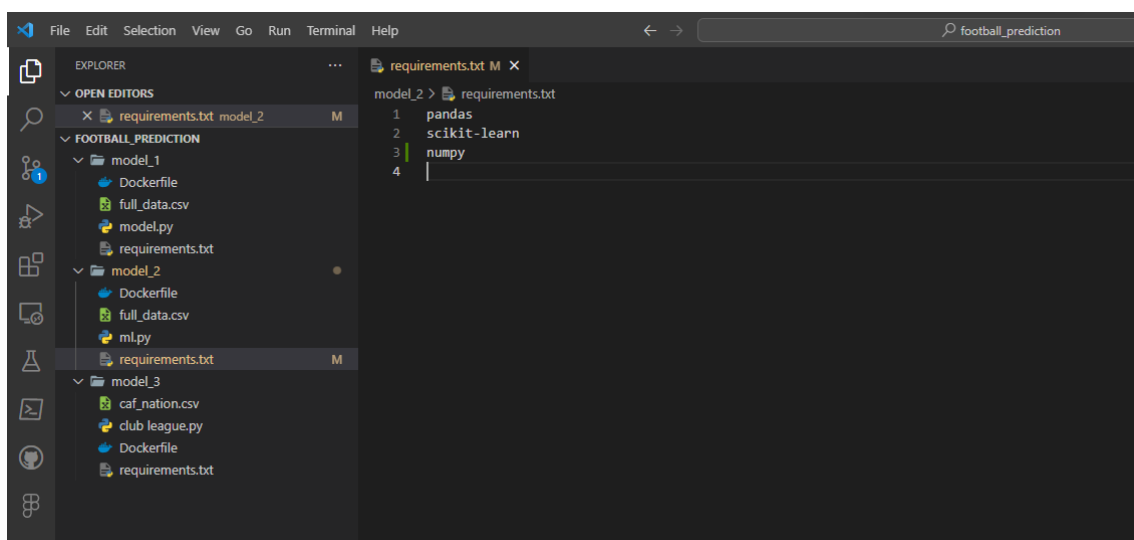 File Edit Selection View Go Run Terminal Help
football_prediction
EXPLORER
requirements.txt M
OPEN EDITORS
requirements.txt model_2 M
FOOTBALL_PREDICTION
model_1
Dockerfile
full_data.csv
model.py
requirements.txt
model_2
Dockerfile
full_data.csv
ml.py
requirements.txt M
model_3
caf_nation.csv
club league.py
Dockerfile
requirements.txt
1
model_2 > requirements.txt
1 pandas
2 scikit-learn
3 numpy
4